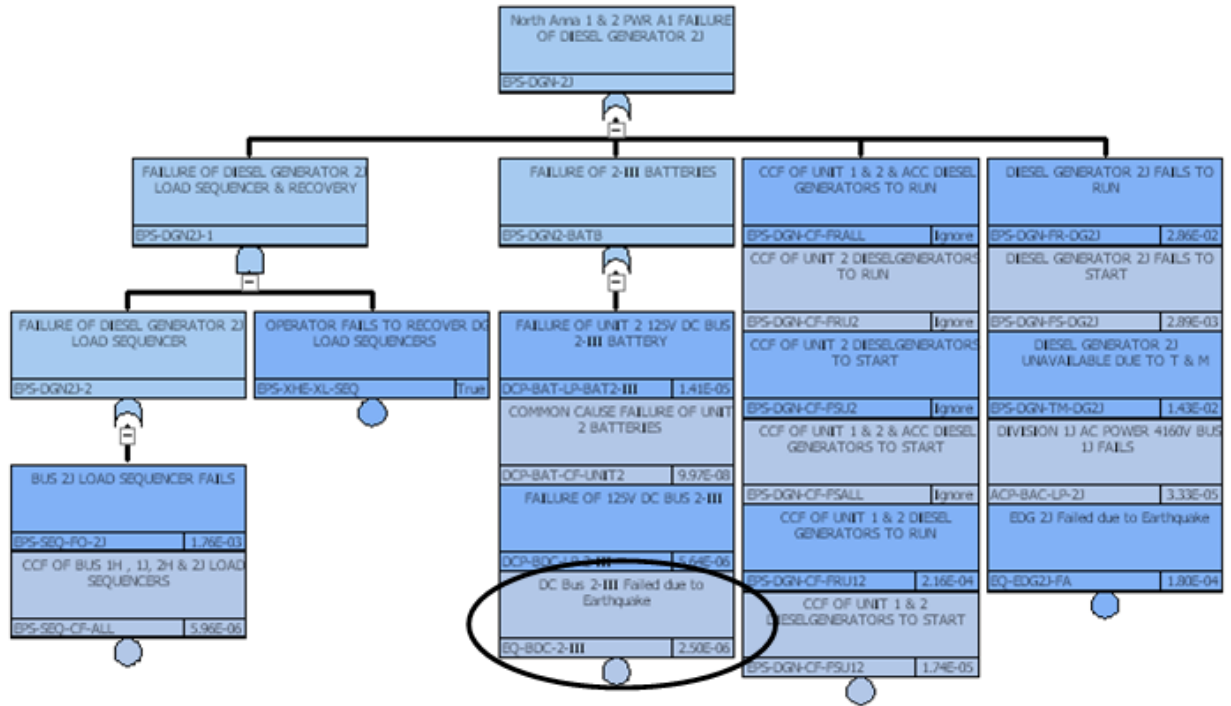 North Anna 1 & 2 PWR A1 FAILURE
OF DIESEL GENERATOR 2J
EPS-DGN-2J
FAILURE OF DIESEL GENERATOR 2J
LOAD SEQUENCER & RECOVERY
EPS-DGN2J-1
FAILURE OF 2-III BATTERIES
EPS-DGN2-BATB
CCF OF UNIT 1 & 2 & ACC DIESEL
GENERATORS TO RUN
EPS-DGN-CF-FRALL Ignore
DIESEL GENERATOR 2J FAILS TO
RUN
EPS-DGN-FR-DG2J 2.86E-02
CCF OF UNIT 2 DIESELGENERATORS
TO RUN
EPS-DGN-CF-FRU2 Ignore
DIESEL GENERATOR 2J FAILS TO
START
EPS-DGN-FS-DG2J 2.89E-03
FAILURE OF DIESEL GENERATOR 2J
LOAD SEQUENCER
EPS-DGN2J-2
OPERATOR FAILS TO RECOVER DG
LOAD SEQUENCERS
EPS-XHE-XL-SEQ True
FAILURE OF UNIT 2 125V DC BUS
2-III BATTERY
DCP-BAT-LP-BAT2-III 1.41E-05
CCF OF UNIT 2 DIESELGENERATORS
TO START
EPS-DGN-CF-FSU2 Ignore
DIESEL GENERATOR 2J
UNAVAILABLE DUE TO T & M
EPS-DGN-TM-DG2J 1.43E-02
COMMON CAUSE FAILURE OF UNIT
2 BATTERIES
DCP-BAT-CF-UNIT2 9.97E-08
CCF OF UNIT 1 & 2 & ACC DIESEL
GENERATORS TO START
EPS-DGN-CF-FSALL Ignore
DIVISION 1J AC POWER 4160V BUS
1J FAILS
ACP-BAC-LP-2J 3.33E-05
BUS 2J LOAD SEQUENCER FAILS
EPS-SEQ-FO-2J 1.76E-03
FAILURE OF 125V DC BUS 2-III
DCP-BDC-LP-2-III 5.64E-06
CCF OF UNIT 1 & 2 DIESEL
GENERATORS TO RUN
EPS-DGN-CF-FRU12 2.16E-04
EDG 2J Failed due to Earthquake
EQ-EDG2J-FA 1.80E-04
CCF OF BUS 1H , 1J, 2H & 2J LOAD
SEQUENCERS
EPS-SEQ-CF-ALL 5.96E-06
DC Bus 2-III Failed due to
Earthquake
EQ-BDC-2-III 2.50E-06
CCF OF UNIT 1 & 2
DIESELGENERATORS TO START
EPS-DGN-CF-FSU12 1.74E-05